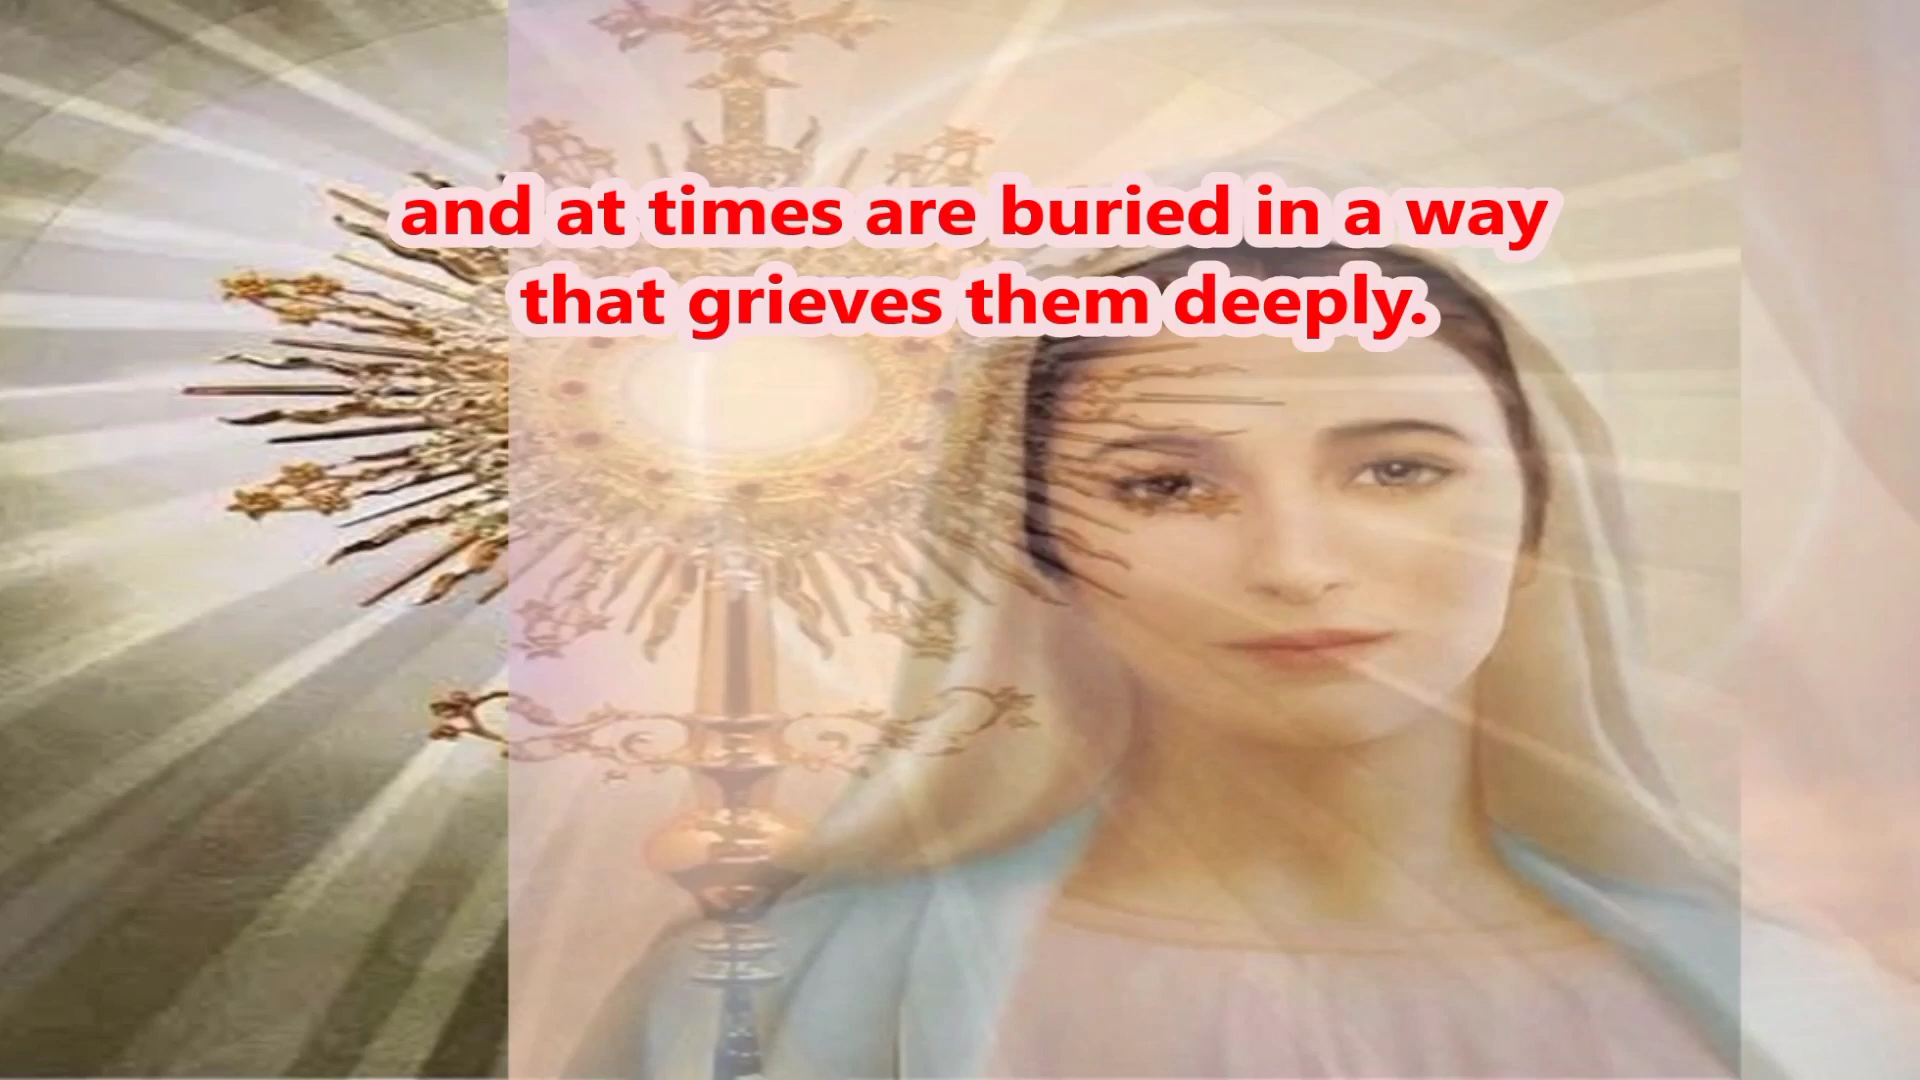 and at times are buried in a way
that grieves them deeply.